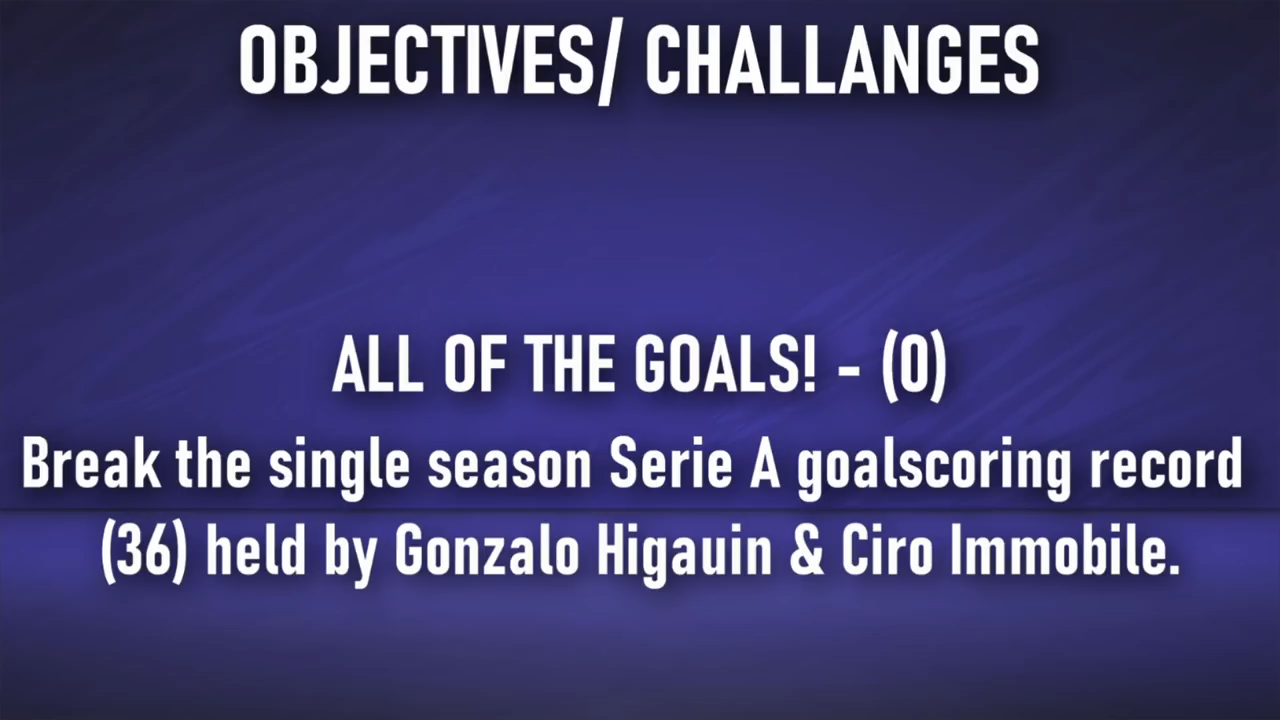 OBJECTIVES/ CHALLANGES
ALL OF THE GOALS! - (0)
Break the single season Serie A goalscoring record
(36) held by Gonzalo Higauin & Ciro Immobile.